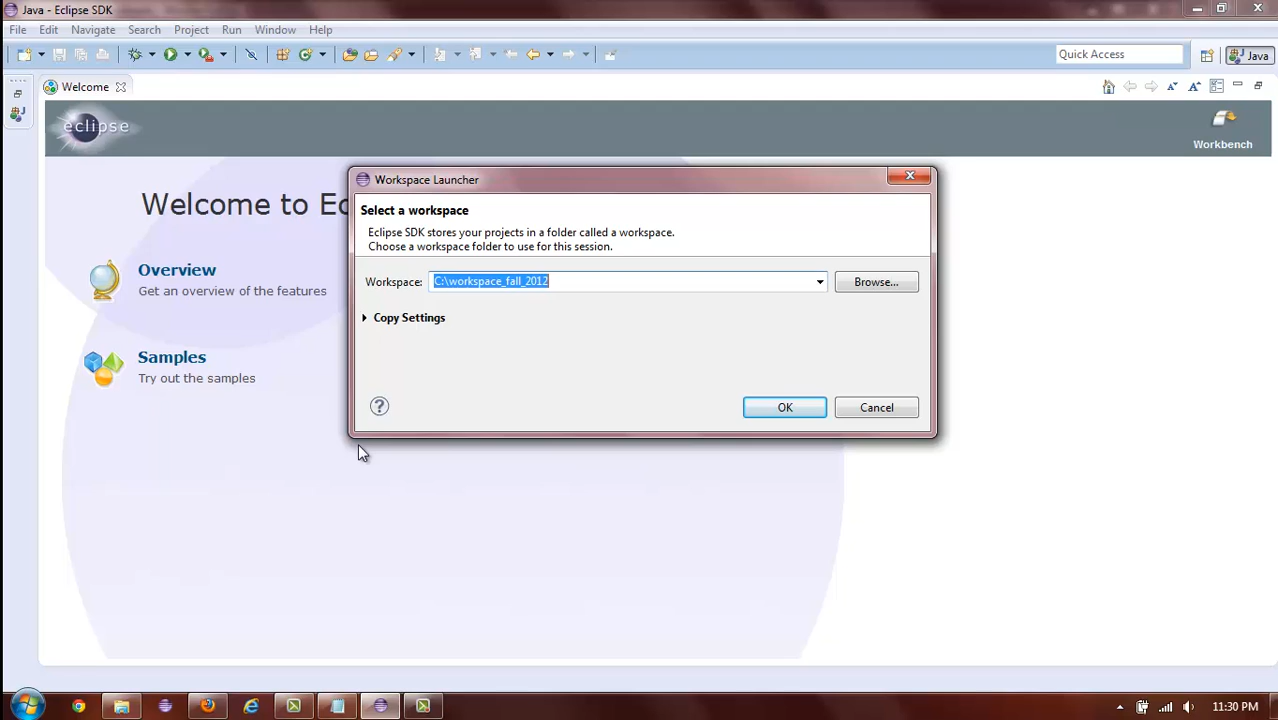 Java - Eclipse SDK
File Edit Navigate Search Project Run Window Help
Quick Access
Java
Welcome
eclipse
Workbench
Welcome to Ec
Overview
Get an overview of the features
Samples
Try out the samples
Workspace Launcher
Select a workspace
Eclipse SDK stores your projects in a folder called a workspace.
Choose a workspace folder to use for this session.
Workspace: C:\workspace_fall_2012 Browse...
Copy Settings
OK Cancel
11:30 PM